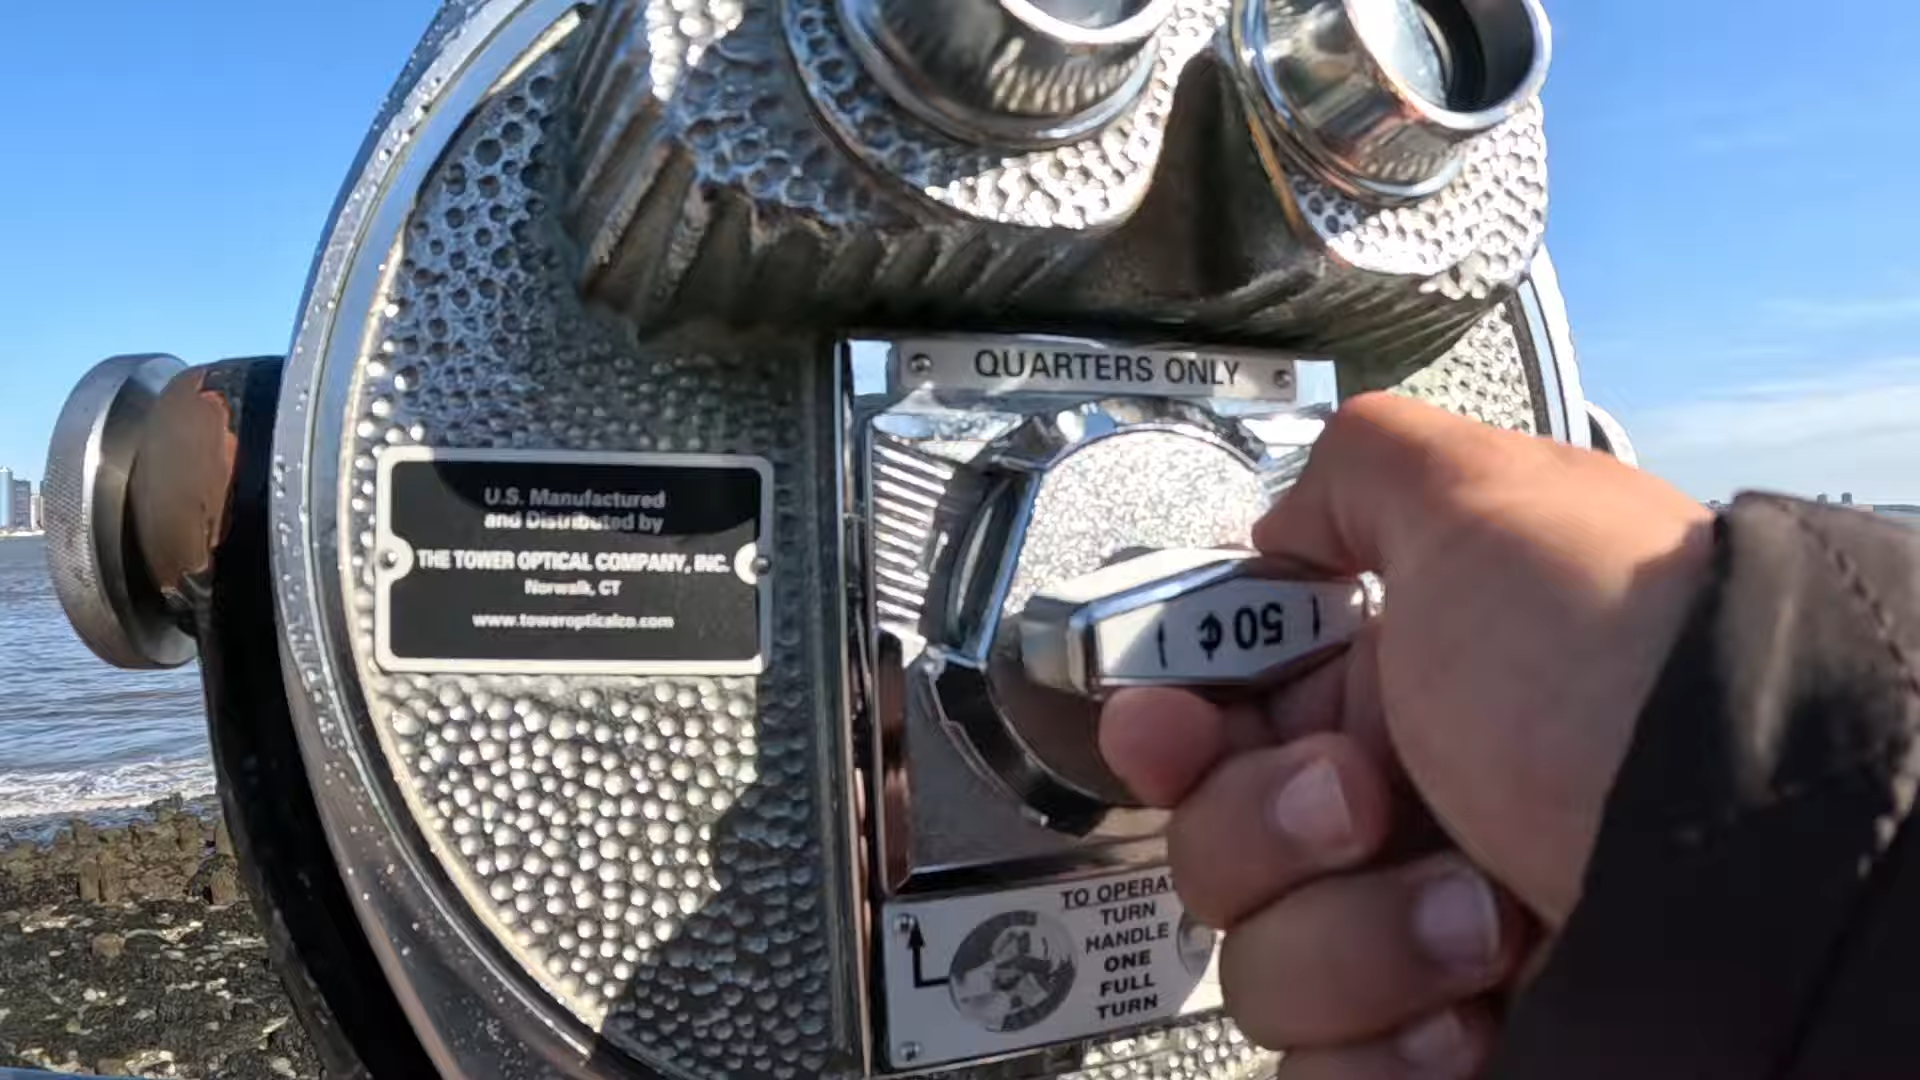 QUARTERS ONLY
U.S. Manufactured
and Distributed by
THE TOWER OPTICAL COMPANY, INC.
Norwalk, CT
www.toweropticalco.com
50¢
TO OPERAT
TURN
HANDLE
ONE
FULL
TURN